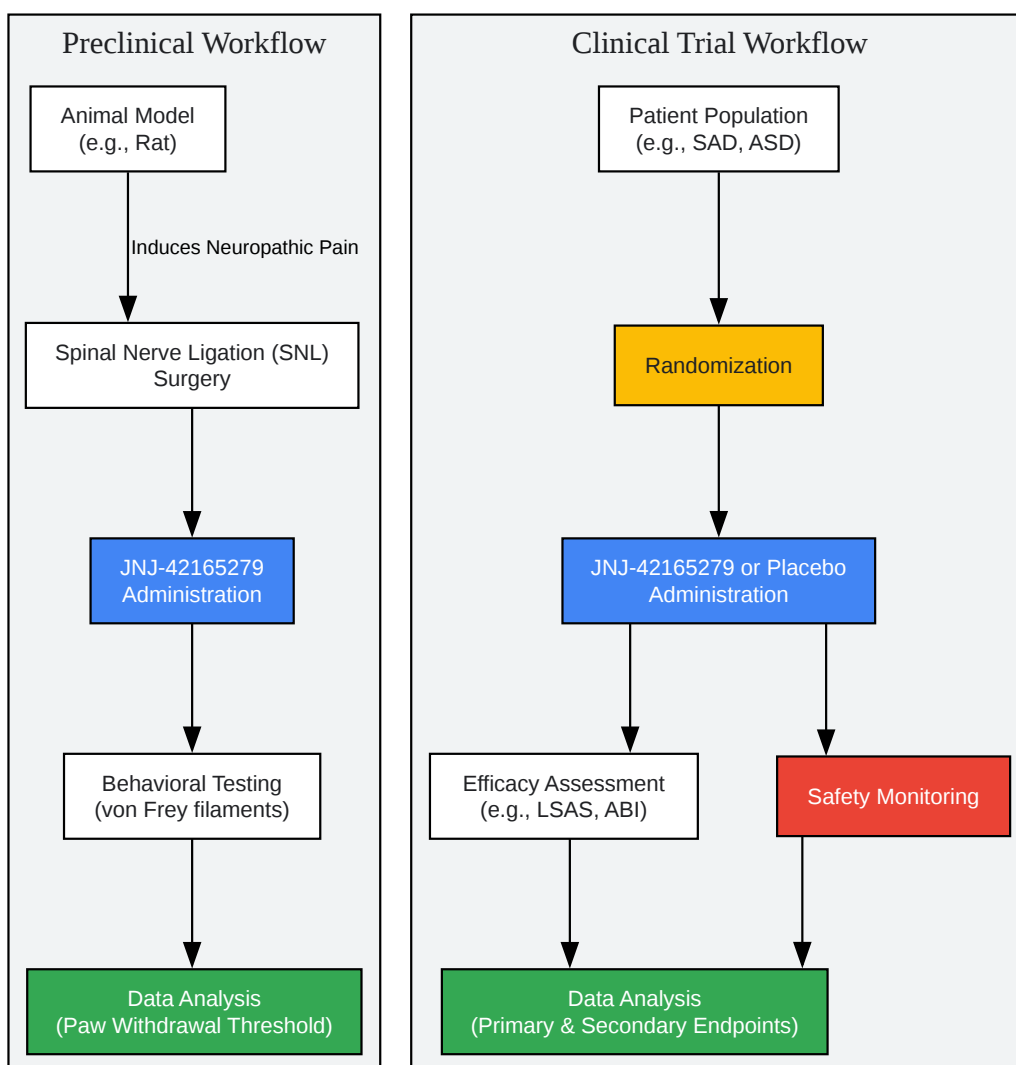 Preclinical Workflow
Animal Model
(e.g., Rat)
Induces Neuropathic Pain
Spinal Nerve Ligation (SNL)
Surgery
JNJ-42165279
Administration
Behavioral Testing
(von Frey filaments)
Data Analysis
(Paw Withdrawal Threshold)
Clinical Trial Workflow
Patient Population
(e.g., SAD, ASD)
Randomization
JNJ-42165279 or Placebo
Administration
Efficacy Assessment
(e.g., LSAS, ABI)
Safety Monitoring
Data Analysis
(Primary & Secondary Endpoints)